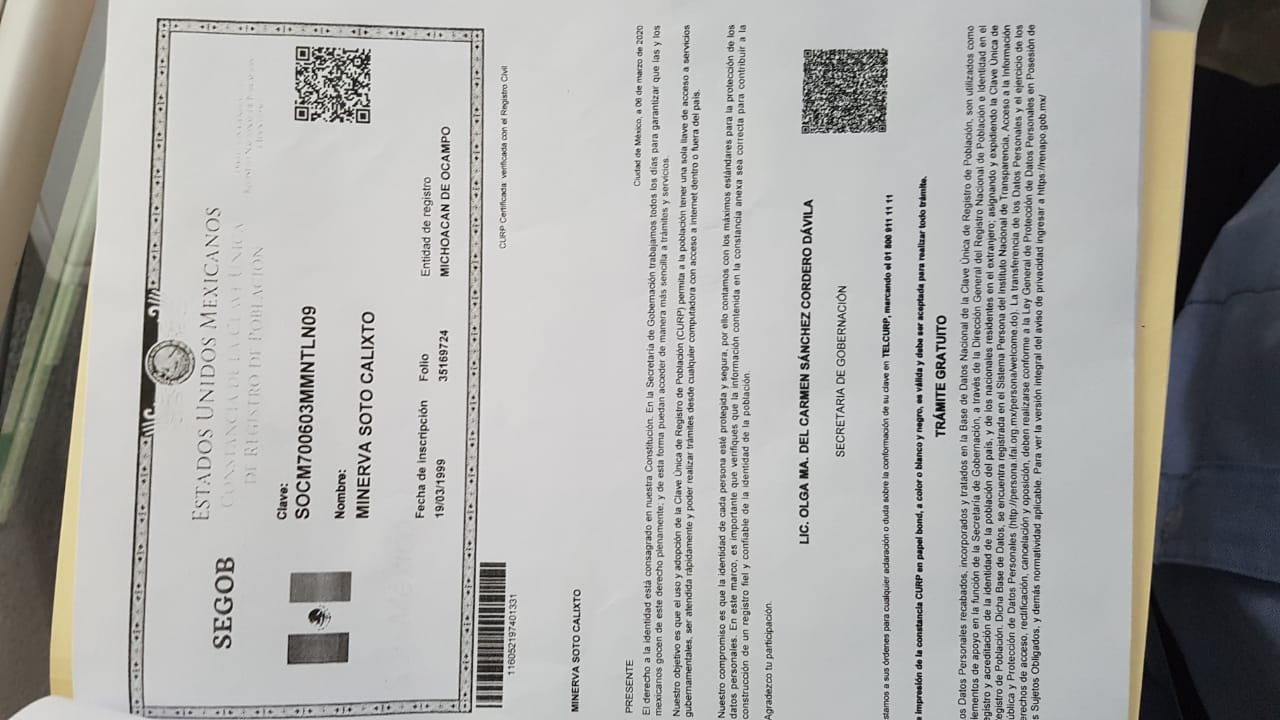 ESTADOS UNIDOS MEXICANOS
CONSTANCIA DE LA CLAVE ÚNICA
DE REGISTRO DE POBLACIÓN
SEGOB
Clave:
SOCM700603MMNTLN09
Nombre:
MINERVA SOTO CALIXTO
Fecha de inscripción Folio Entidad de registro
19/03/1999 35169724 MICHOACAN DE OCAMPO
116052197401331
CURP Certificada: verificada con el Registro Civil
MINERVA SOTO CALIXTO
Ciudad de México, a 06 de marzo de 2020
PRESENTE
El derecho a la identidad está consagrado en nuestra Constitución. En la Secretaría de Gobernación trabajamos todos los días para garantizar que las y los
mexicanos gocen de este derecho plenamente; y de esta forma puedan acceder de manera más sencilla a trámites y servicios.
Nuestro objetivo es que el uso y adopción de la Clave Única de Registro de Población (CURP) permita a la población tener una sola llave de acceso a servicios
gubernamentales, ser atendida rápidamente y poder realizar trámites desde cualquier computadora con acceso a internet dentro o fuera del país.
Nuestro compromiso es que la identidad de cada persona esté protegida y segura, por ello contamos con los máximos estándares para la protección de los
datos personales. En este marco, es importante que verifiques que la información contenida en la constancia anexa sea correcta para contribuir a la
construcción de un registro fiel y confiable de la identidad de la población.
Agradezco tu participación.
LIC. OLGA MA. DEL CARMEN SÁNCHEZ CORDERO DÁVILA
SECRETARIA DE GOBERNACIÓN
stamos a sus órdenes para cualquier aclaración o duda sobre la conformación de su clave en TELCURP, marcando el 01 800 911 11 11
a impresión de la constancia CURP en papel bond, a color o blanco y negro, es válida y debe ser aceptada para realizar todo trámite.
TRÁMITE GRATUITO
os Datos Personales recabados, incorporados y tratados en la Base de Datos Nacional de la Clave Única de Registro de Población, son utilizados como
lementos de apoyo en la función de la Secretaría de Gobernación, a través de la Dirección General del Registro Nacional de Población e Identidad en el
egistro y acreditación de la identidad de la población del país, y de los nacionales residentes en el extranjero; asignando y expidiendo la Clave Única de
egistro de Población. Dicha Base de Datos, se encuentra registrada en el Sistema Persona del Instituto Nacional de Transparencia, Acceso a la Información
ública y Protección de Datos Personales (http://persona.ifai.org.mx/persona/welcome.do). La transferencia de los Datos Personales y el ejercicio de los
erechos de acceso, rectificación, cancelación y oposición, deben realizarse conforme a la Ley General de Protección de Datos Personales en Posesión de
s Sujetos Obligados, y demás normatividad aplicable. Para ver la versión integral del aviso de privacidad ingresar a https://renapo.gob.mx/